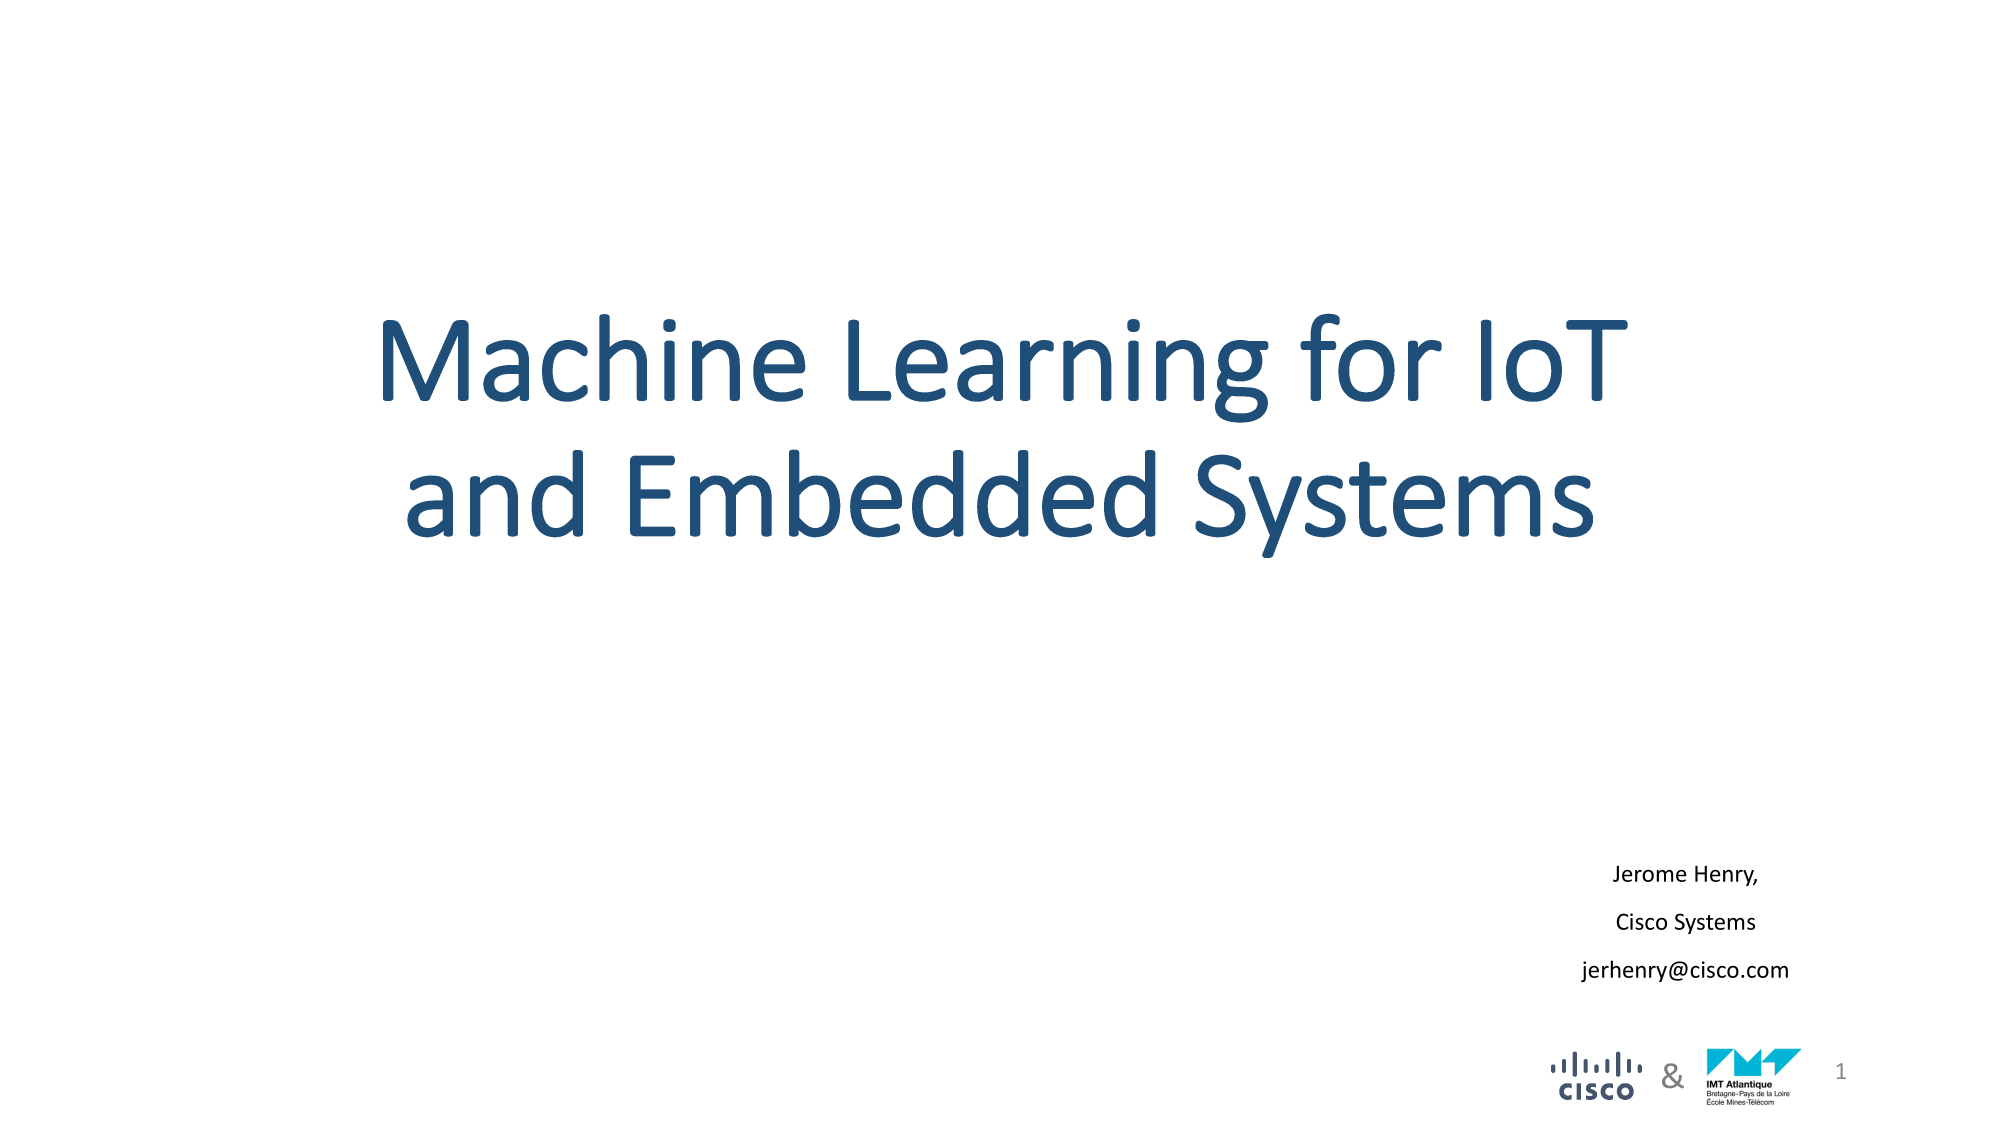 Machine Learning for IoT
and Embedded Systems
Jerome Henry,
Cisco Systems
jerhenry@cisco.com
CISCO & IMT Atlantique
Bretagne-Pays de la Loire
École Mines-Télécom
1